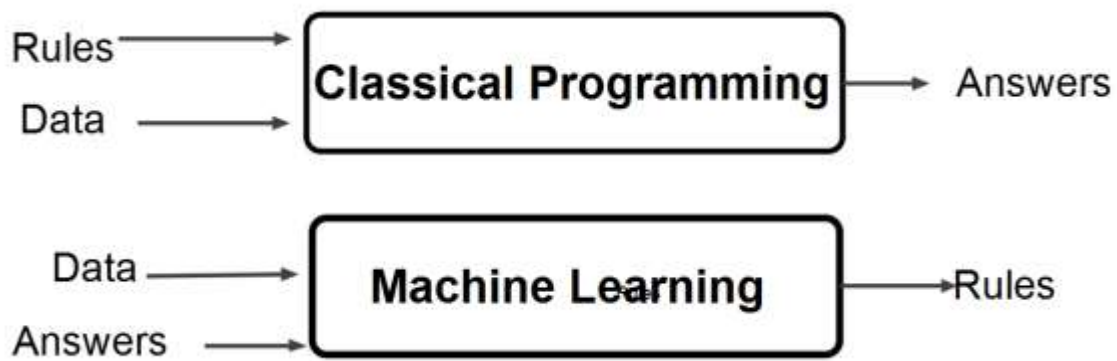 Rules
Data
Classical Programming
Answers
Data
Answers
Machine Learning
Rules